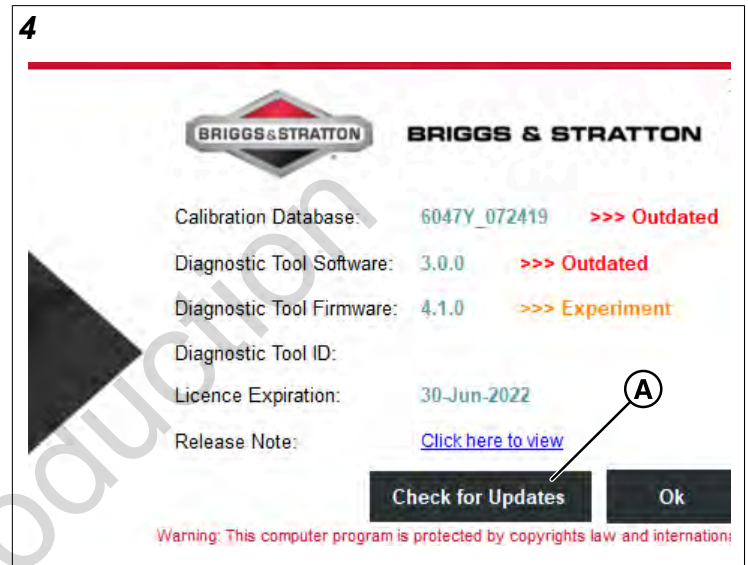 4
BRIGGS&STRATTON
BRIGGS & STRATTON
Calibration Database: 6047Y_072419 >>> Outdated
Diagnostic Tool Software: 3.0.0 >>> Outdated
Diagnostic Tool Firmware: 4.1.0 >>> Experiment
Diagnostic Tool ID:
Licence Expiration: 30-Jun-2022
A
Release Note: Click here to view
Check for Updates Ok
Warning: This computer program is protected by copyrights law and internationa
oduction